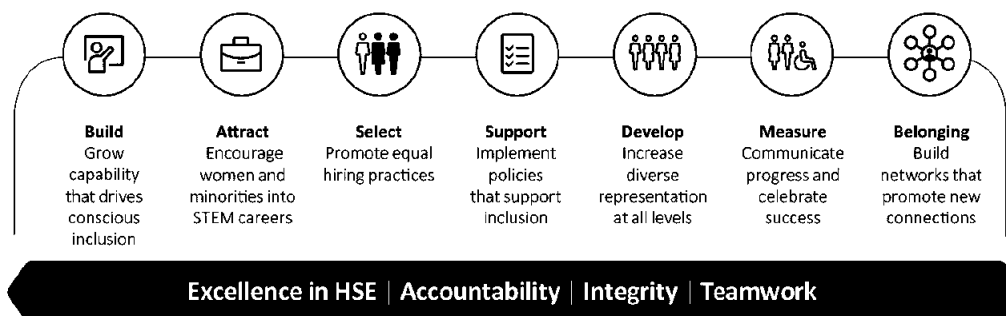 Build
Grow
capability
that drives
conscious
inclusion
Attract
Encourage
women and
minorities into
STEM careers
Select
Promote equal
hiring practices
Support
Implement
policies
that support
inclusion
Develop
Increase
diverse
representation
at all levels
Measure
Communicate
progress and
celebrate
success
Belonging
Build
networks that
promote new
connections
Excellence in HSE | Accountability | Integrity | Teamwork